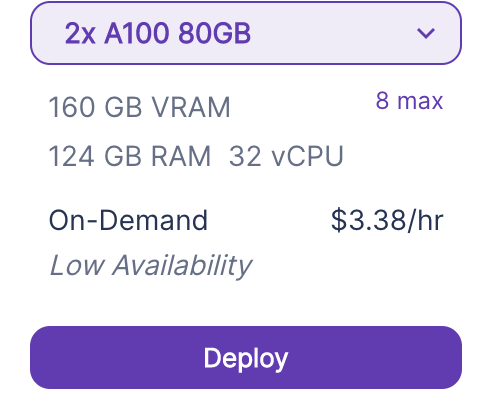 2x A100 80GB
160 GB VRAM 8 max
124 GB RAM 32 vCPU
On-Demand $3.38/hr
Low Availability
Deploy